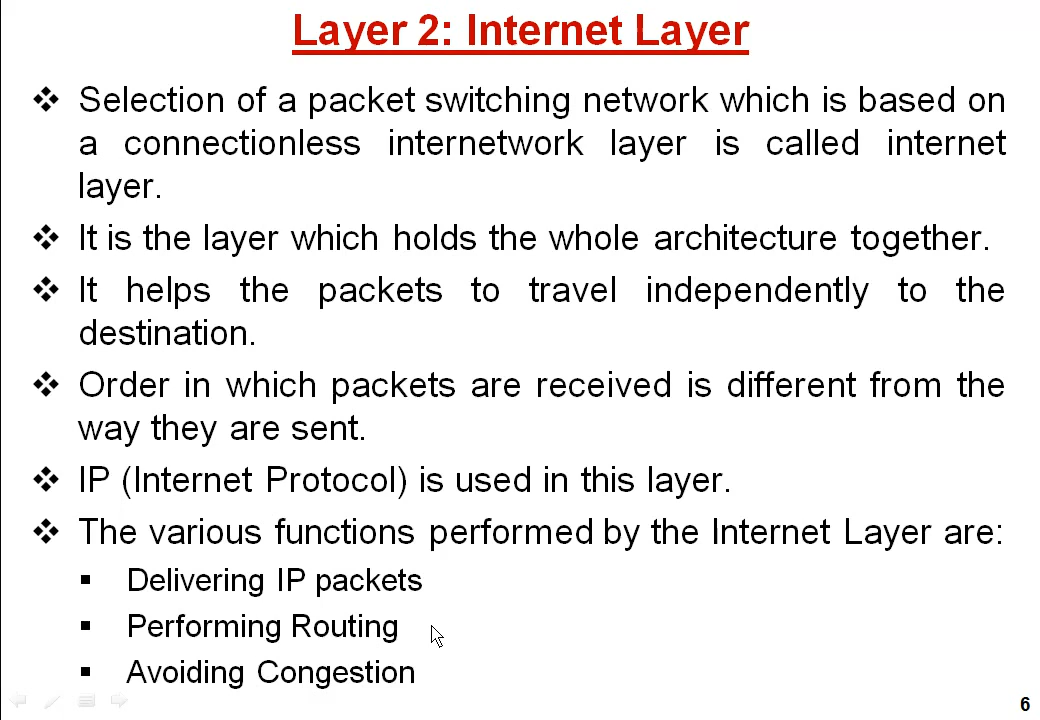 Layer 2: Internet Layer
❖ Selection of a packet switching network which is based on
a connectionless internetwork layer is called internet
layer.
❖ It is the layer which holds the whole architecture together.
❖ It helps the packets to travel independently to the
destination.
❖ Order in which packets are received is different from the
way they are sent.
❖ IP (Internet Protocol) is used in this layer.
❖ The various functions performed by the Internet Layer are:
▪ Delivering IP packets
▪ Performing Routing
▪ Avoiding Congestion
6